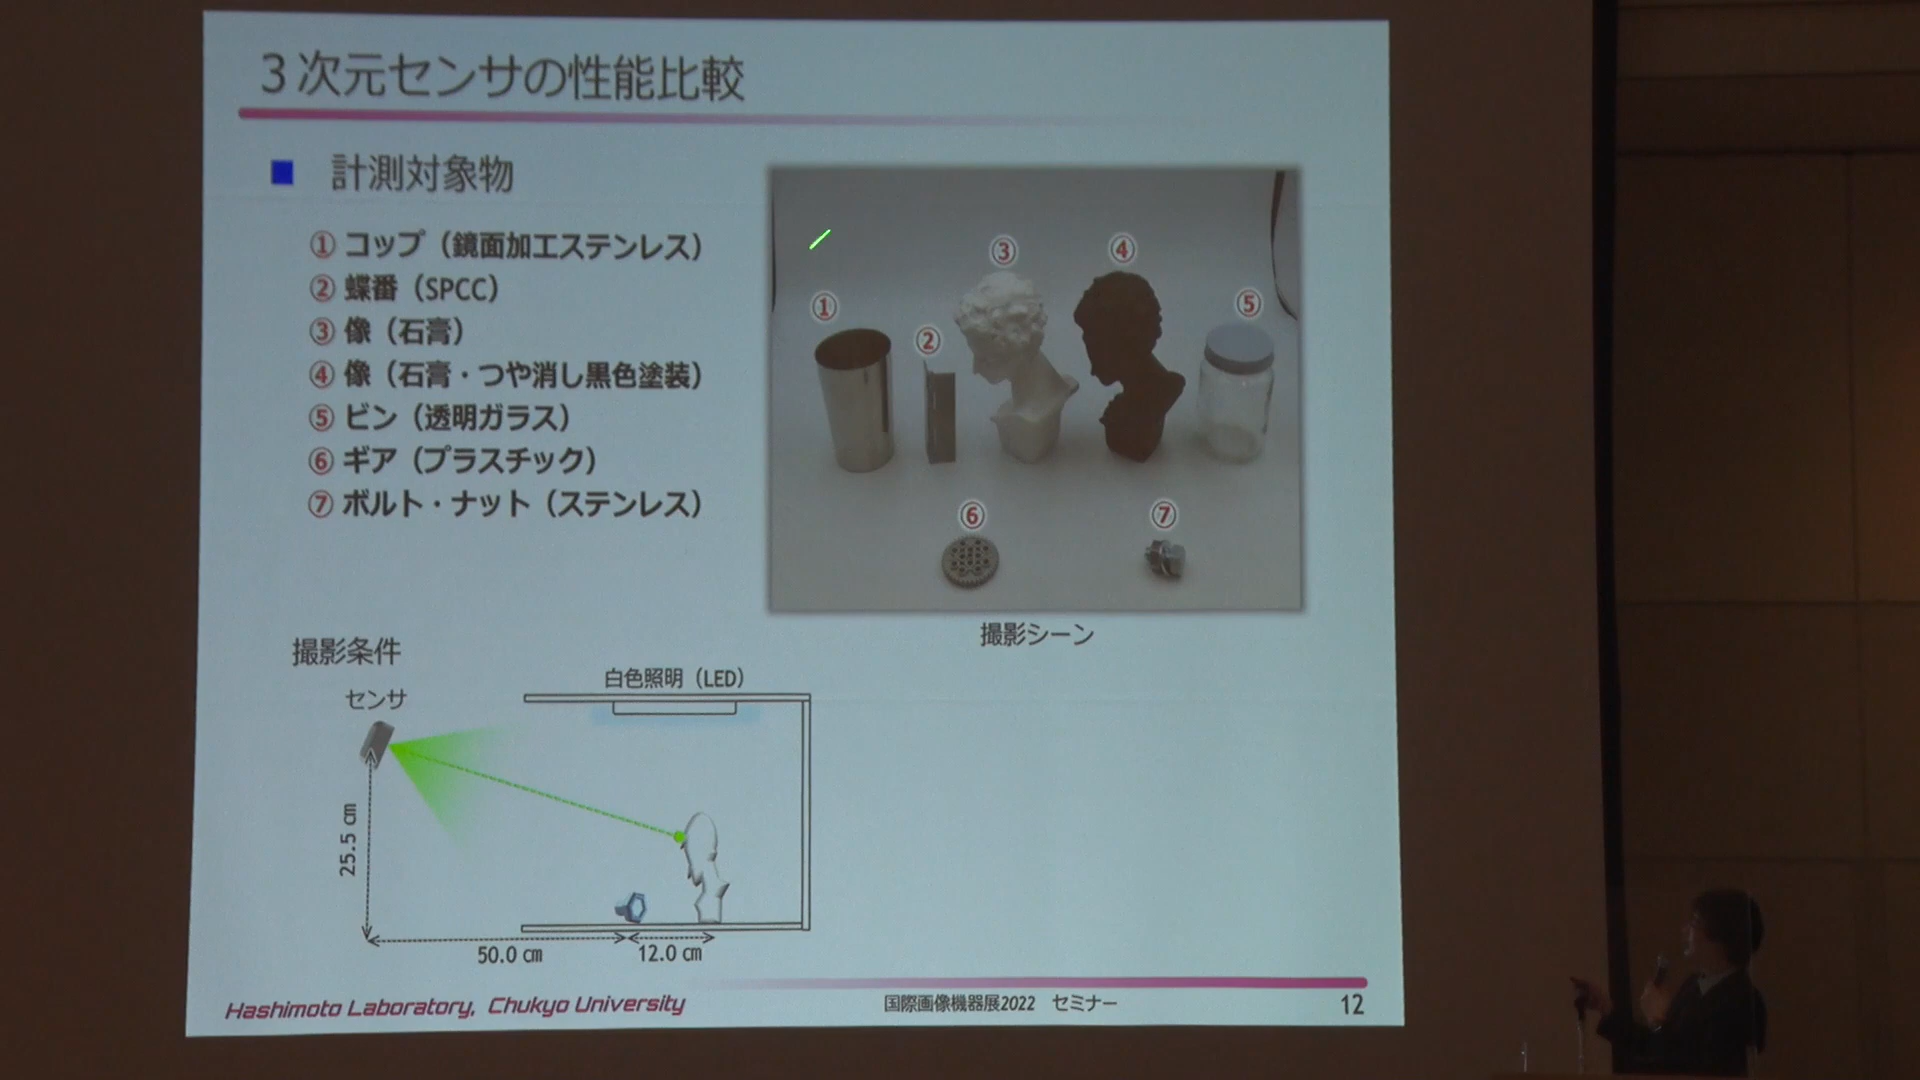 3次元センサの性能比較
■ 計測対象物
① コップ（鏡面加工ステンレス）
② 蝶番（SPCC）
③ 像（石膏）
④ 像（石膏・つや消し黒色塗装）
⑤ ビン（透明ガラス）
⑥ ギア（プラスチック）
⑦ ボルト・ナット（ステンレス）
① ② ③ ④ ⑤
⑥ ⑦
撮影シーン
撮影条件
センサ
白色照明（LED）
25.5 cm
50.0 cm
12.0 cm
Hashimoto Laboratory, Chukyo University
国際画像機器展2022 セミナー
12